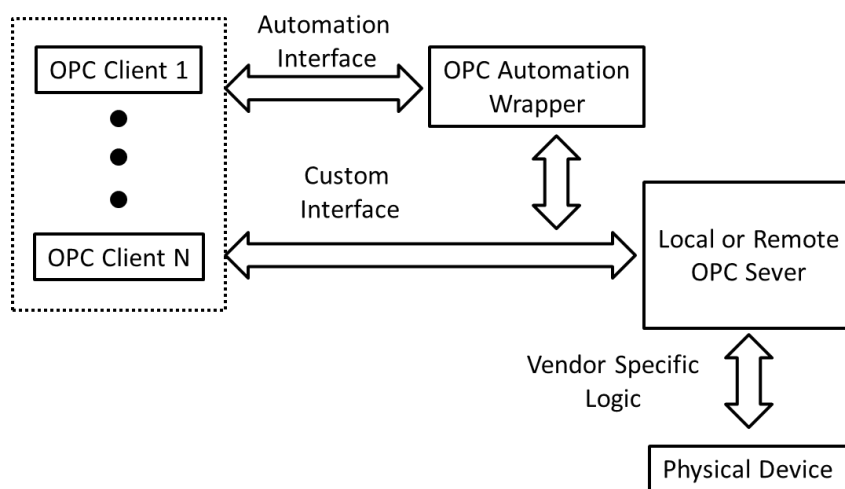 Automation
Interface
OPC Client 1
OPC Automation
Wrapper
Custom
Interface
OPC Client N
Local or Remote
OPC Sever
Vendor Specific
Logic
Physical Device